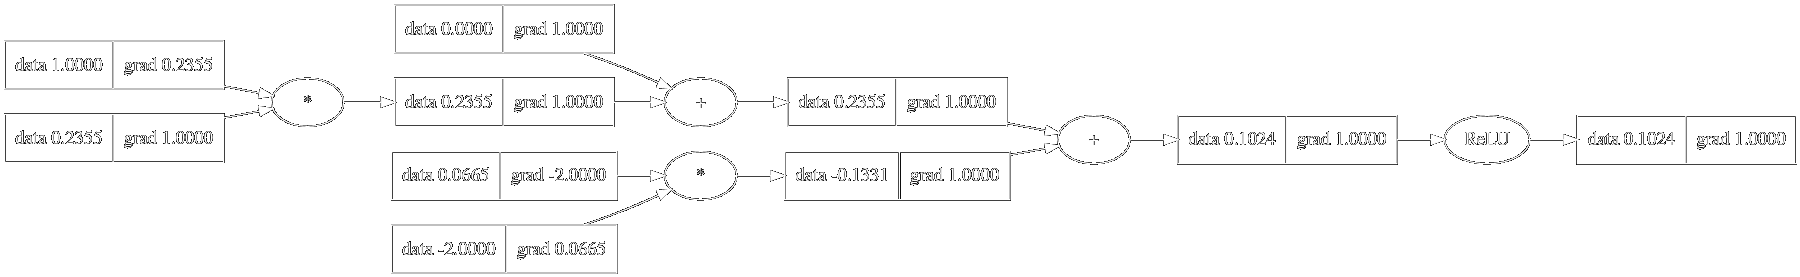 data 0.0000 grad 1.0000
data 1.0000 grad 0.2355
*
data 0.2355 grad 1.0000
+
data 0.2355 grad 1.0000
data 0.2355 grad 1.0000
+
data 0.1024 grad 1.0000
ReLU
data 0.1024 grad 1.0000
data 0.0665 grad -2.0000
*
data -0.1331 grad 1.0000
data -2.0000 grad 0.0665